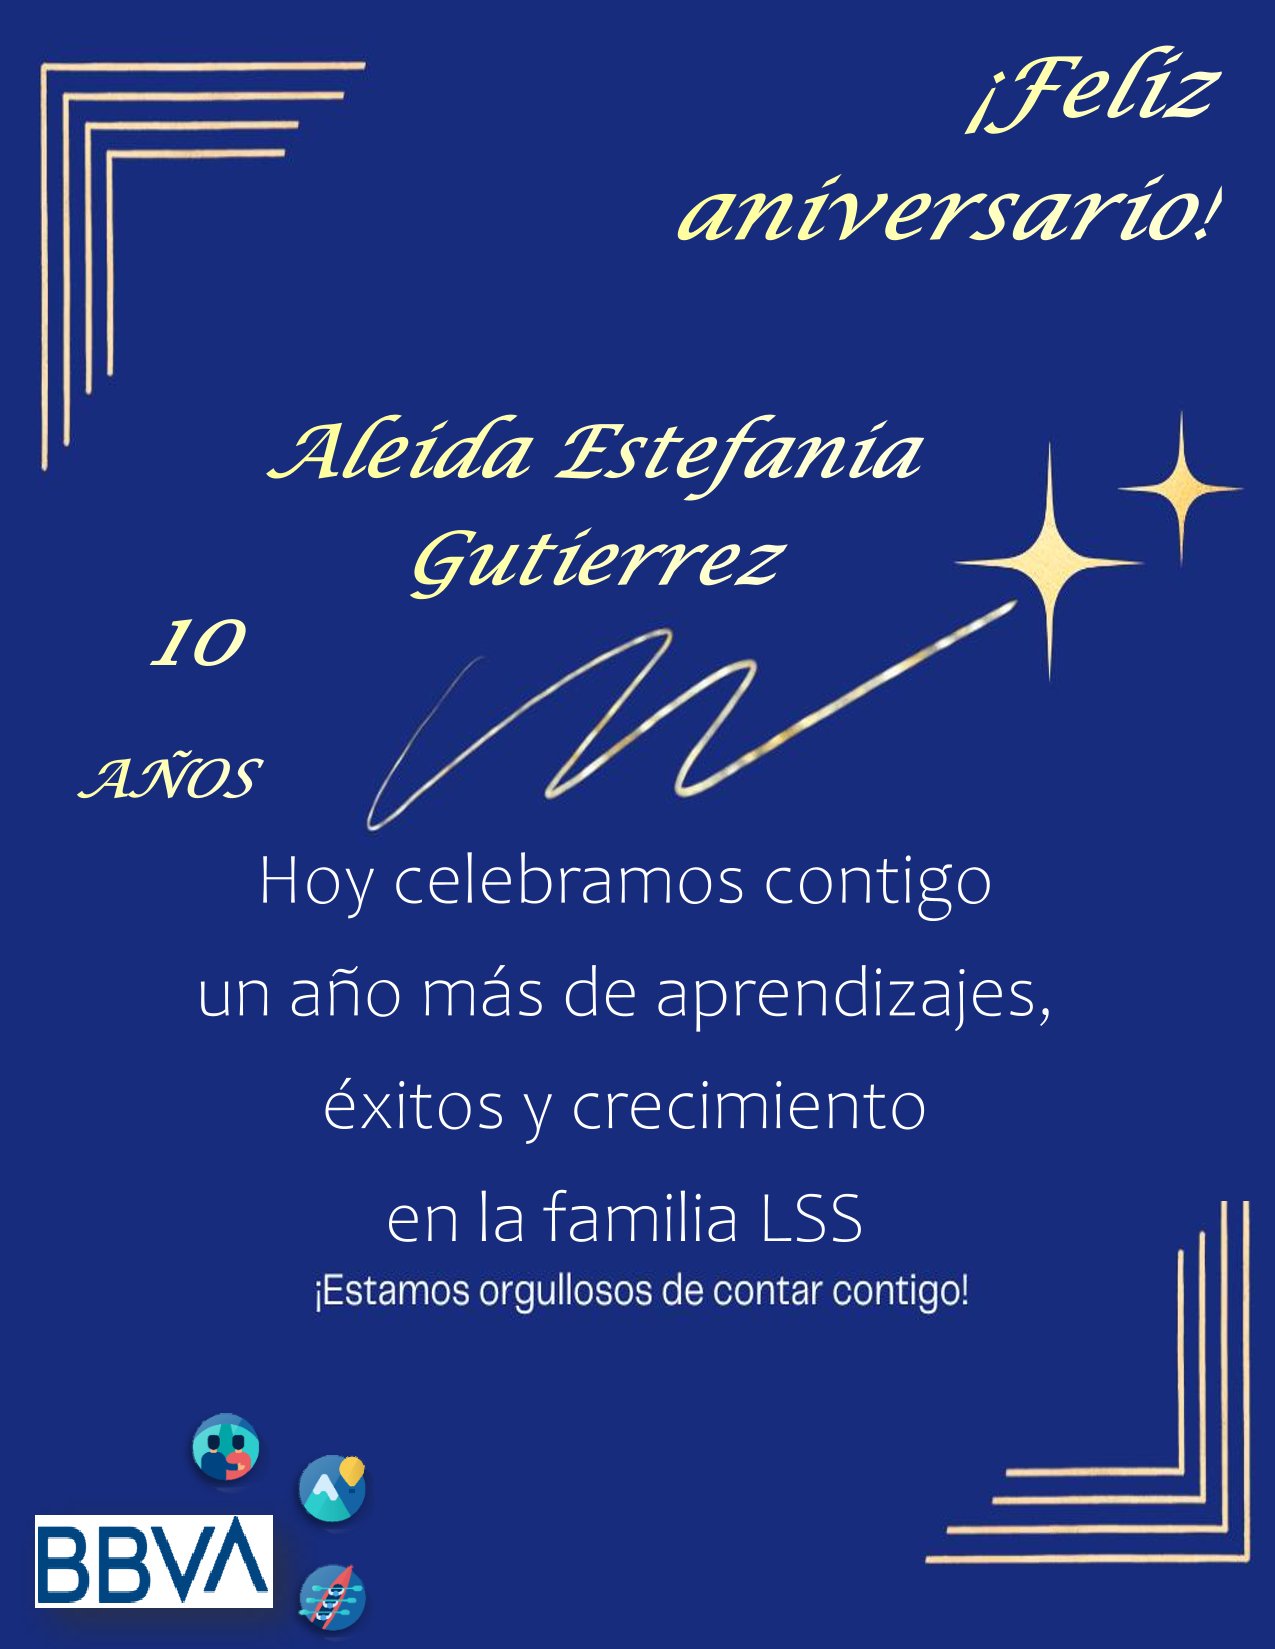 ¡Feliz
aniversario!
Aleida Estefania
Gutierrez
10
AÑOS
Hoy celebramos contigo
un año más de aprendizajes,
éxitos y crecimiento
en la familia LSS
¡Estamos orgullosos de contar contigo!
BBVA